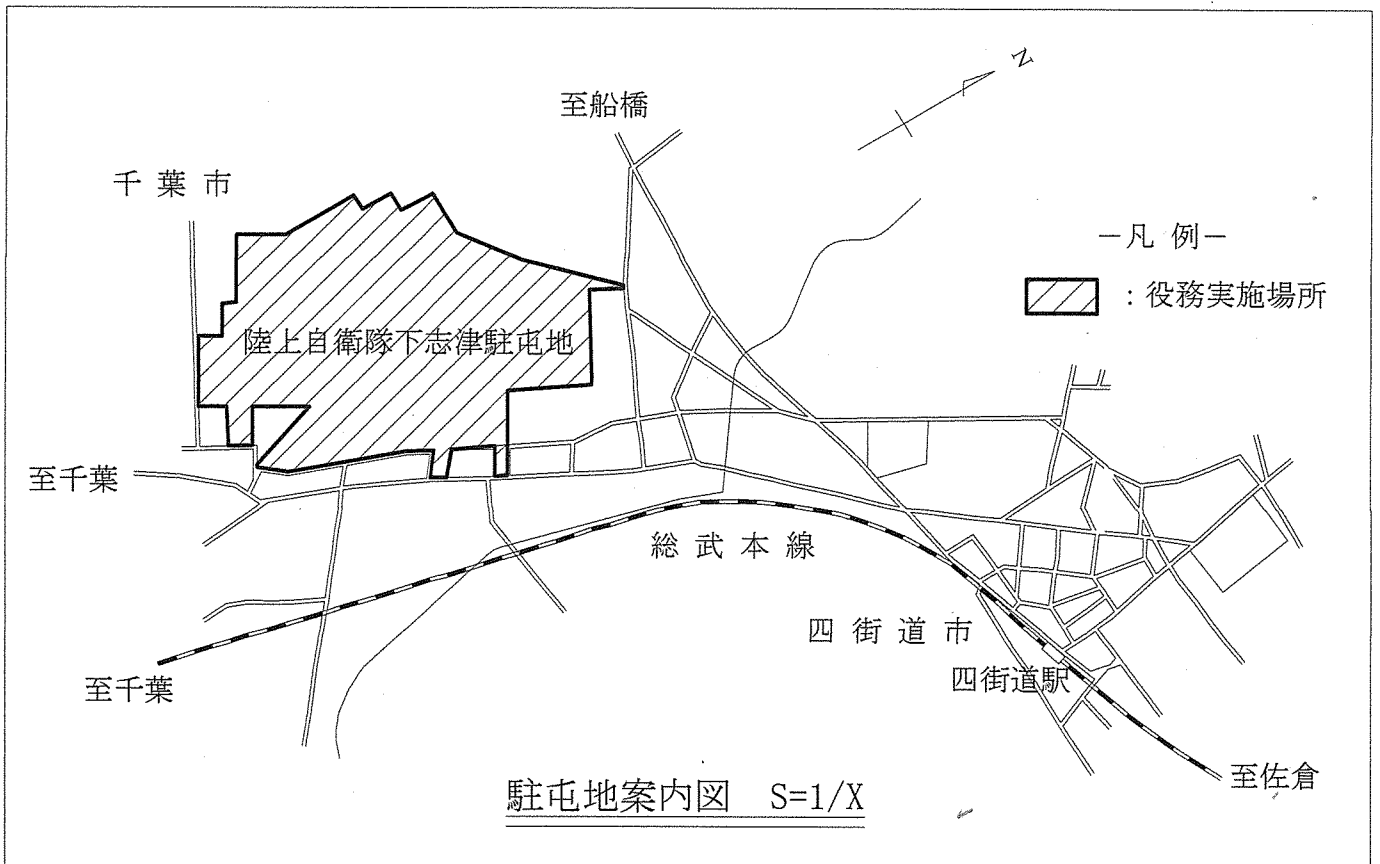 N
至船橋
千葉市
－凡例－
：役務実施場所
陸上自衛隊下志津駐屯地
至千葉
総武本線
四街道市
四街道駅
至千葉
至佐倉
駐屯地案内図 S=1/X